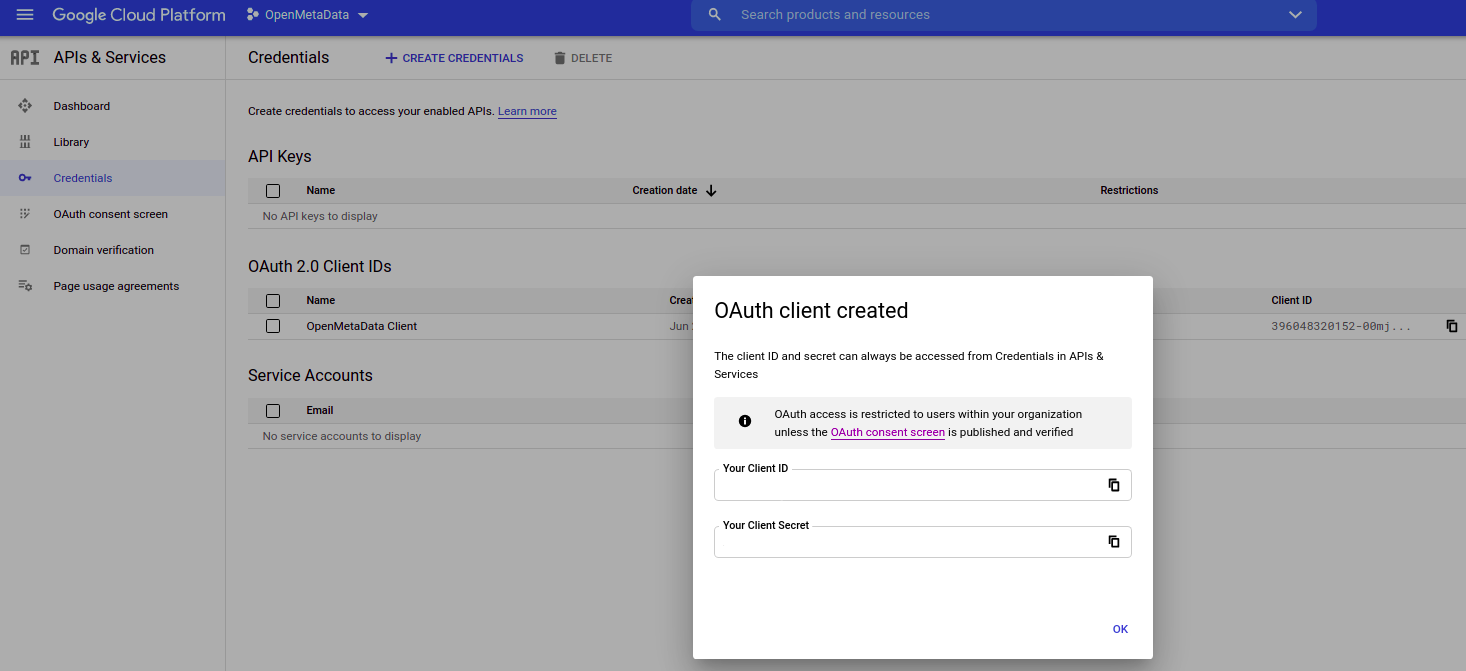 Google Cloud Platform OpenMetaData Search products and resources
API APIs & Services Credentials CREATE CREDENTIALS DELETE
Dashboard
Library
Credentials
OAuth consent screen
Domain verification
Page usage agreements
Create credentials to access your enabled APIs. Learn more
API Keys
Name Creation date Restrictions
No API keys to display
OAuth 2.0 Client IDs
Name Creat Client ID
OpenMetaData Client Jun 396048320152-00mj...
Service Accounts
Email
No service accounts to display
OAuth client created
The client ID and secret can always be accessed from Credentials in APIs &
Services
OAuth access is restricted to users within your organization
unless the OAuth consent screen is published and verified
Your Client ID
Your Client Secret
OK